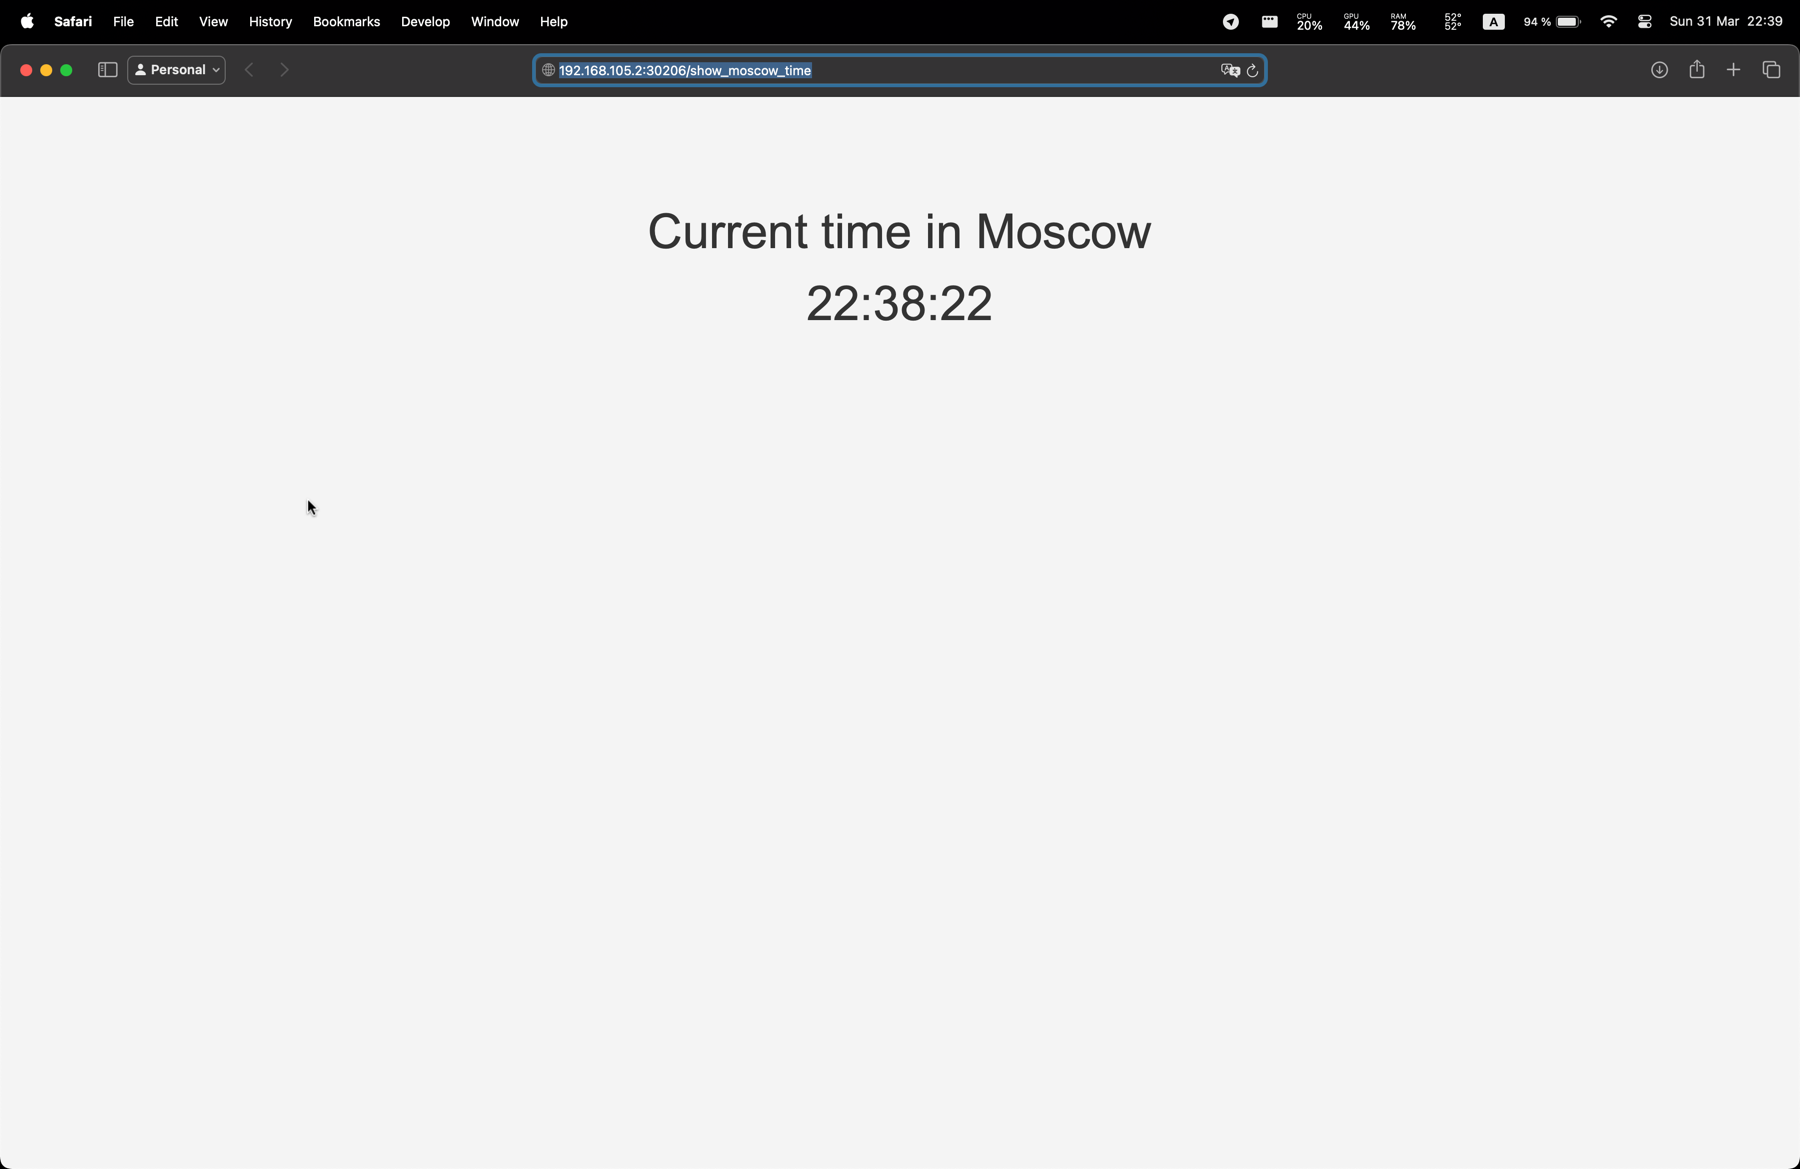 Safari File Edit View History Bookmarks Develop Window Help CPU 20% GPU 44% RAM 78% 52° 52° A 94 % Sun 31 Mar 22:39
Personal 192.168.105.2:30206/show_moscow_time
Current time in Moscow
22:38:22